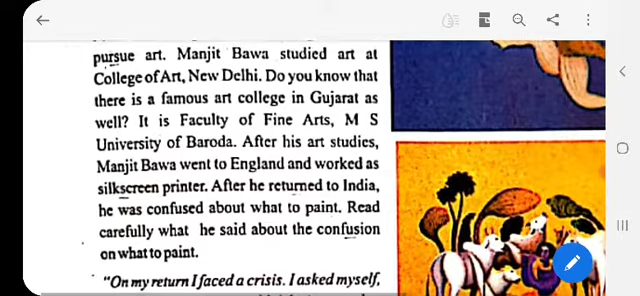 pursue art. Manjit Bawa studied art at
College of Art, New Delhi. Do you know that
there is a famous art college in Gujarat as
well? It is Faculty of Fine Arts, M S
University of Baroda. After his art studies,
Manjit Bawa went to England and worked as
silkscreen printer. After he returned to India,
he was confused about what to paint. Read
carefully what he said about the confusion
on what to paint.
"On my return I faced a crisis. I asked myself,